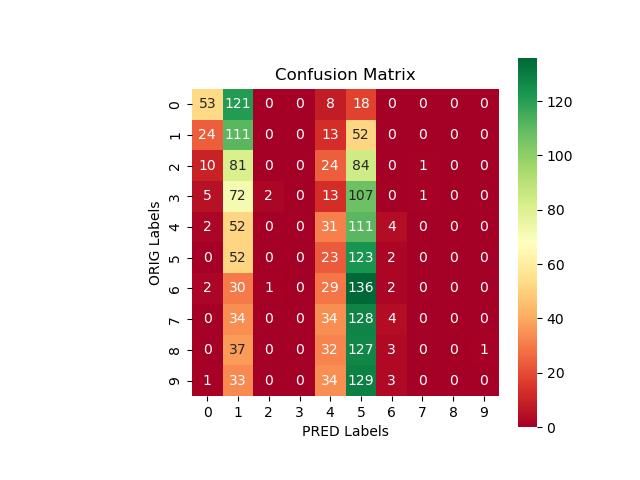 Confusion Matrix
ORIG Labels
0 53 121 0 0 8 18 0 0 0 0
1 24 111 0 0 13 52 0 0 0 0
2 10 81 0 0 24 84 0 1 0 0
3 5 72 2 0 13 107 0 1 0 0
4 2 52 0 0 31 111 4 0 0 0
5 0 52 0 0 23 123 2 0 0 0
6 2 30 1 0 29 136 2 0 0 0
7 0 34 0 0 34 128 4 0 0 0
8 0 37 0 0 32 127 3 0 0 1
9 1 33 0 0 34 129 3 0 0 0
0 1 2 3 4 5 6 7 8 9
PRED Labels
120
100
80
60
40
20
0